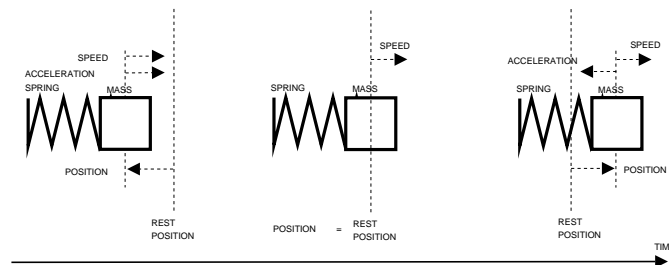 SPEED
ACCELERATION
SPRING
MASS
POSITION
REST
POSITION
SPEED
SPRING
MASS
POSITION = REST
POSITION
SPEED
ACCELERATION
SPRING
MASS
POSITION
REST
POSITION
TIM